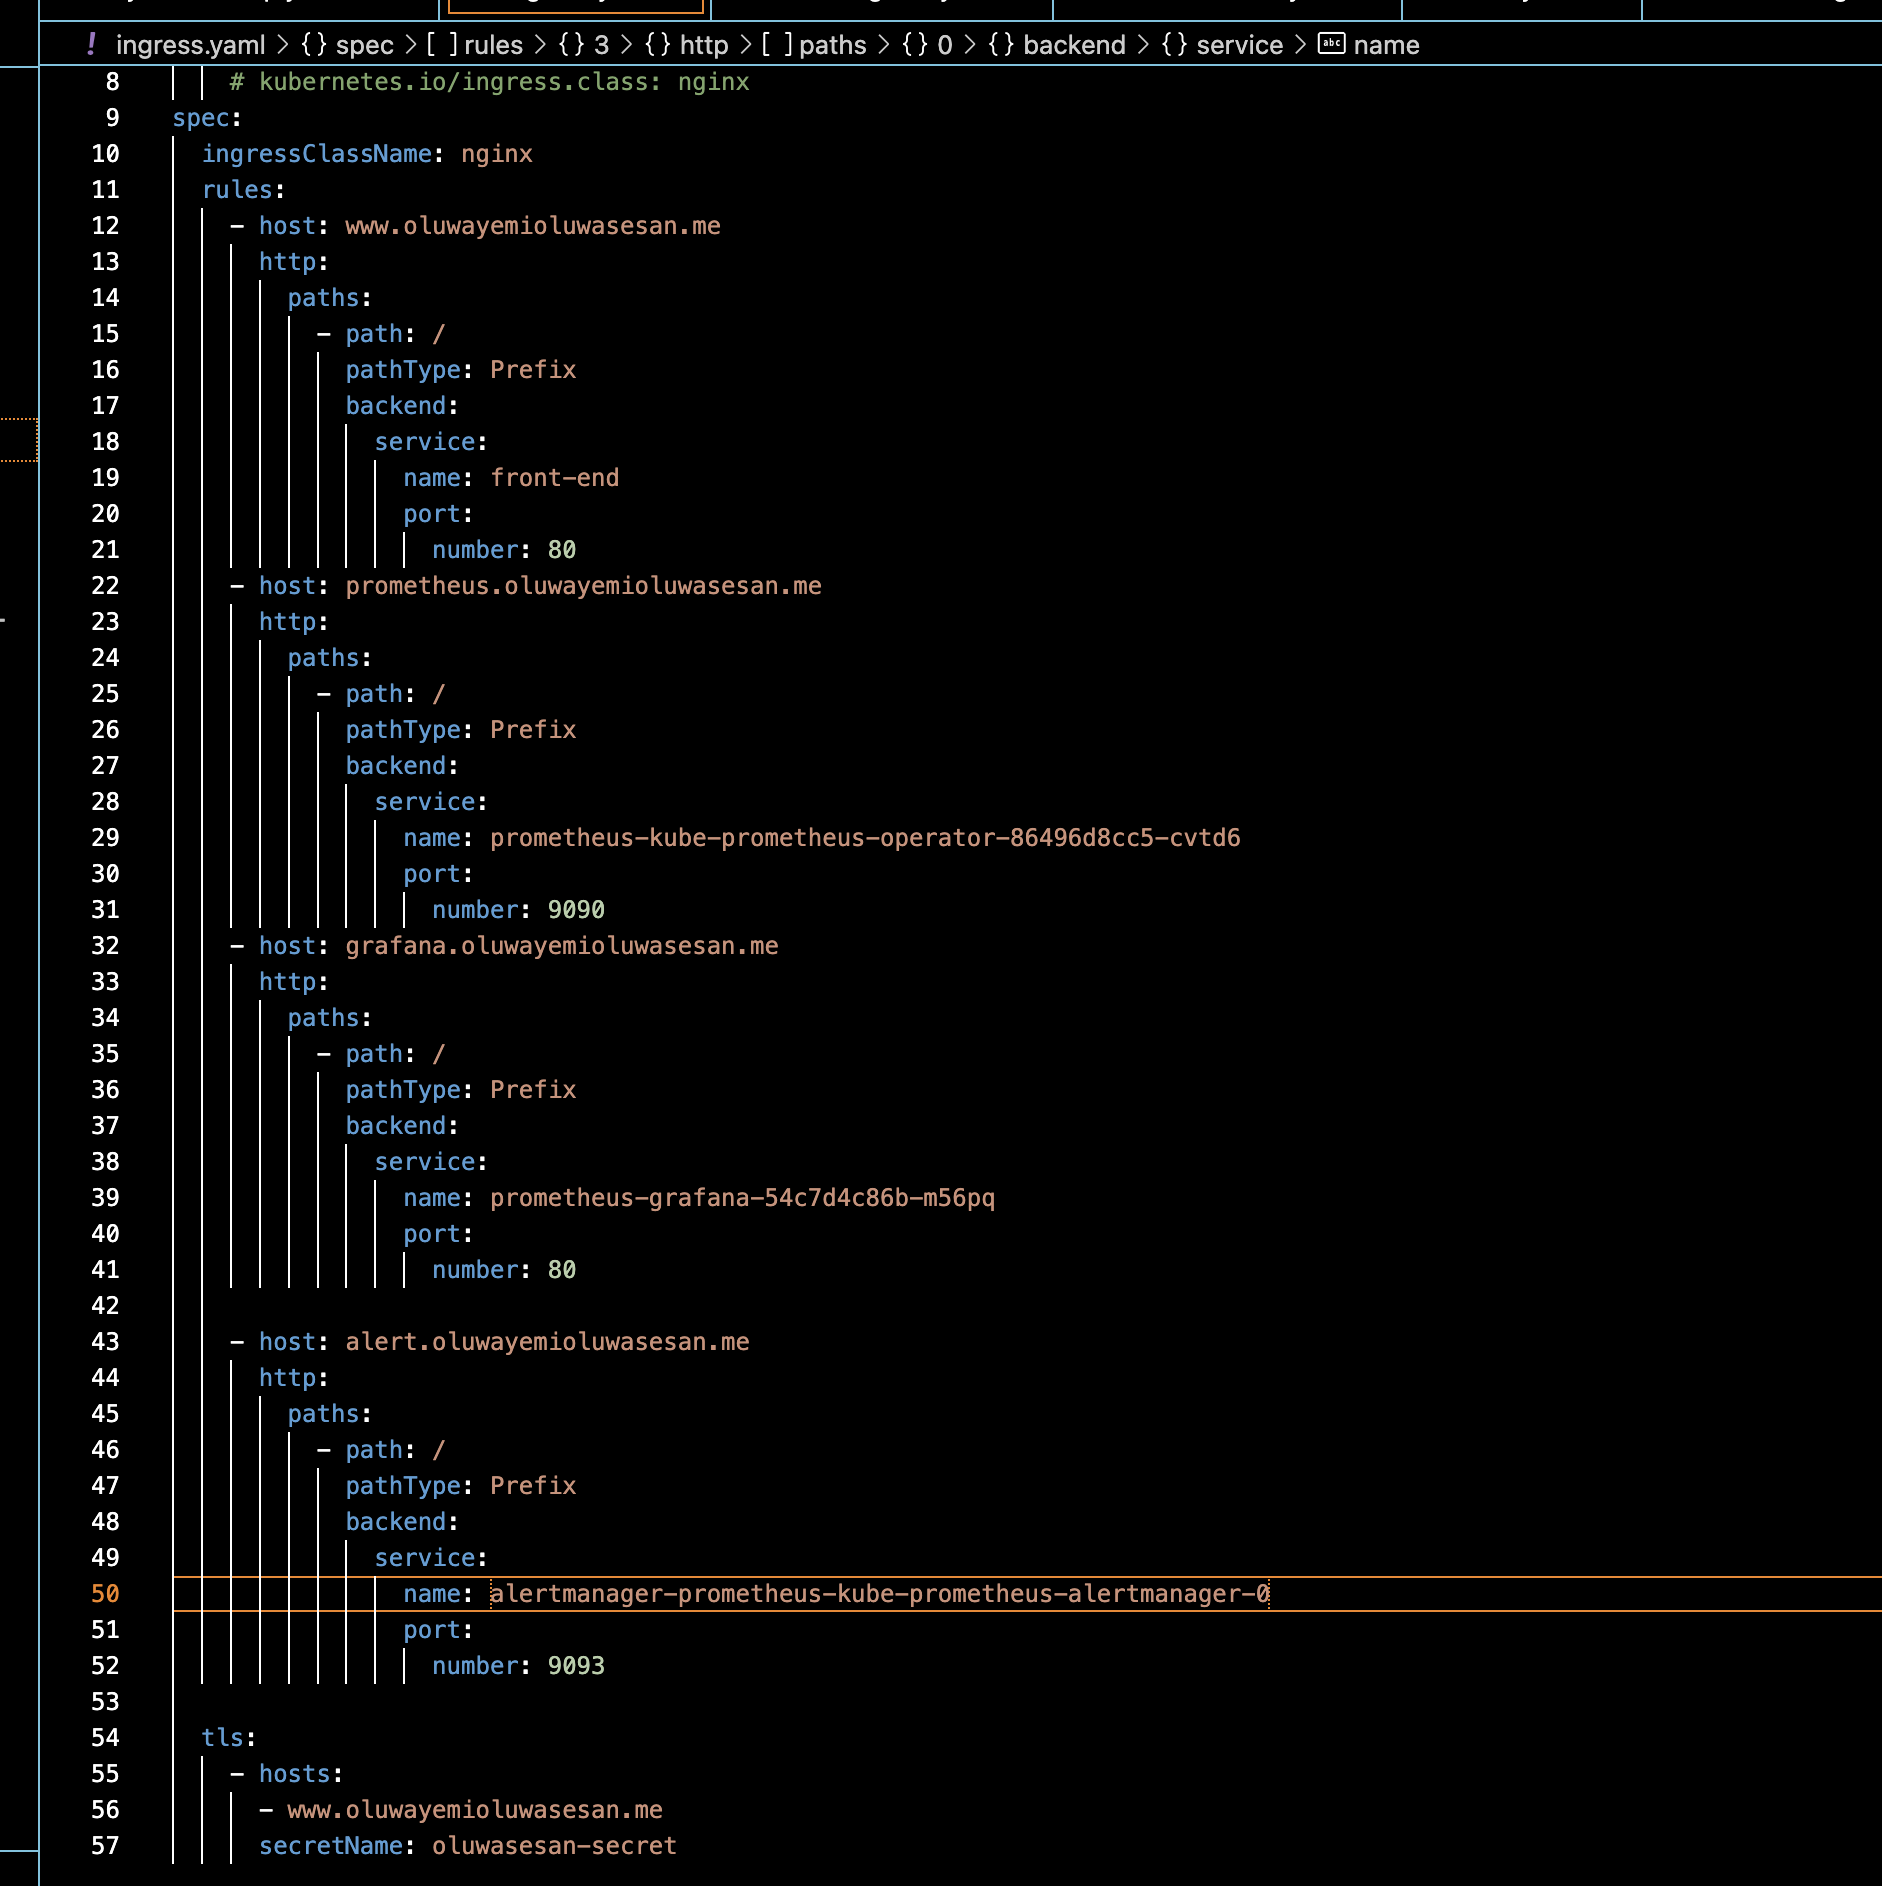 ! ingress.yaml > {} spec > [ ] rules > {} 3 > {} http > [ ] paths > {} 0 > {} backend > {} service > abc name
8 # kubernetes.io/ingress.class: nginx
9 spec:
10 ingressClassName: nginx
11 rules:
12 - host: www.oluwayemioluwasesan.me
13 http:
14 paths:
15 - path: /
16 pathType: Prefix
17 backend:
18 service:
19 name: front-end
20 port:
21 number: 80
22 - host: prometheus.oluwayemioluwasesan.me
23 http:
24 paths:
25 - path: /
26 pathType: Prefix
27 backend:
28 service:
29 name: prometheus-kube-prometheus-operator-86496d8cc5-cvtd6
30 port:
31 number: 9090
32 - host: grafana.oluwayemioluwasesan.me
33 http:
34 paths:
35 - path: /
36 pathType: Prefix
37 backend:
38 service:
39 name: prometheus-grafana-54c7d4c86b-m56pq
40 port:
41 number: 80
42
43 - host: alert.oluwayemioluwasesan.me
44 http:
45 paths:
46 - path: /
47 pathType: Prefix
48 backend:
49 service:
50 name: alertmanager-prometheus-kube-prometheus-alertmanager-0
51 port:
52 number: 9093
53
54 tls:
55 - hosts:
56 - www.oluwayemioluwasesan.me
57 secretName: oluwasesan-secret